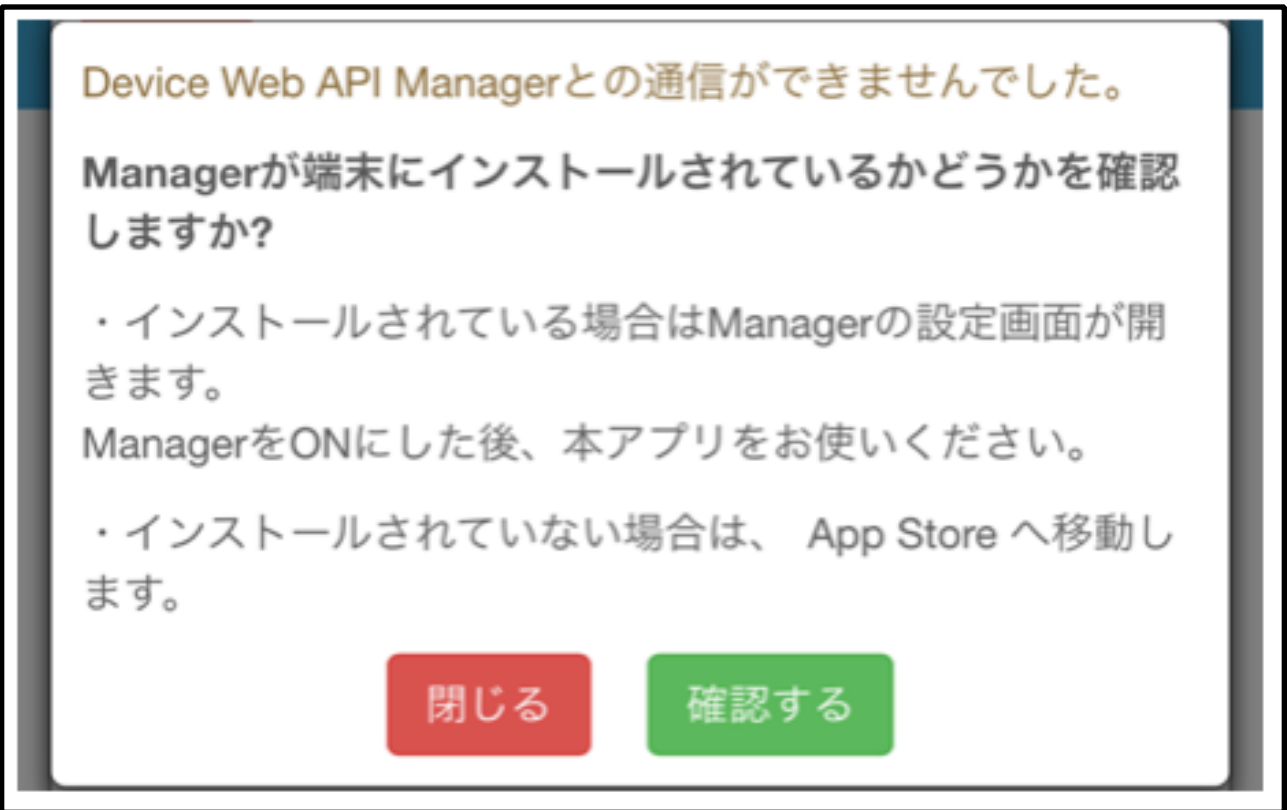 Device Web API Managerとの通信ができませんでした。
Managerが端末にインストールされているかどうかを確認
しますか?
・インストールされている場合はManagerの設定画面が開
きます。
ManagerをONにした後、本アプリをお使いください。
・インストールされていない場合は、 App Store へ移動し
ます。
閉じる
確認する